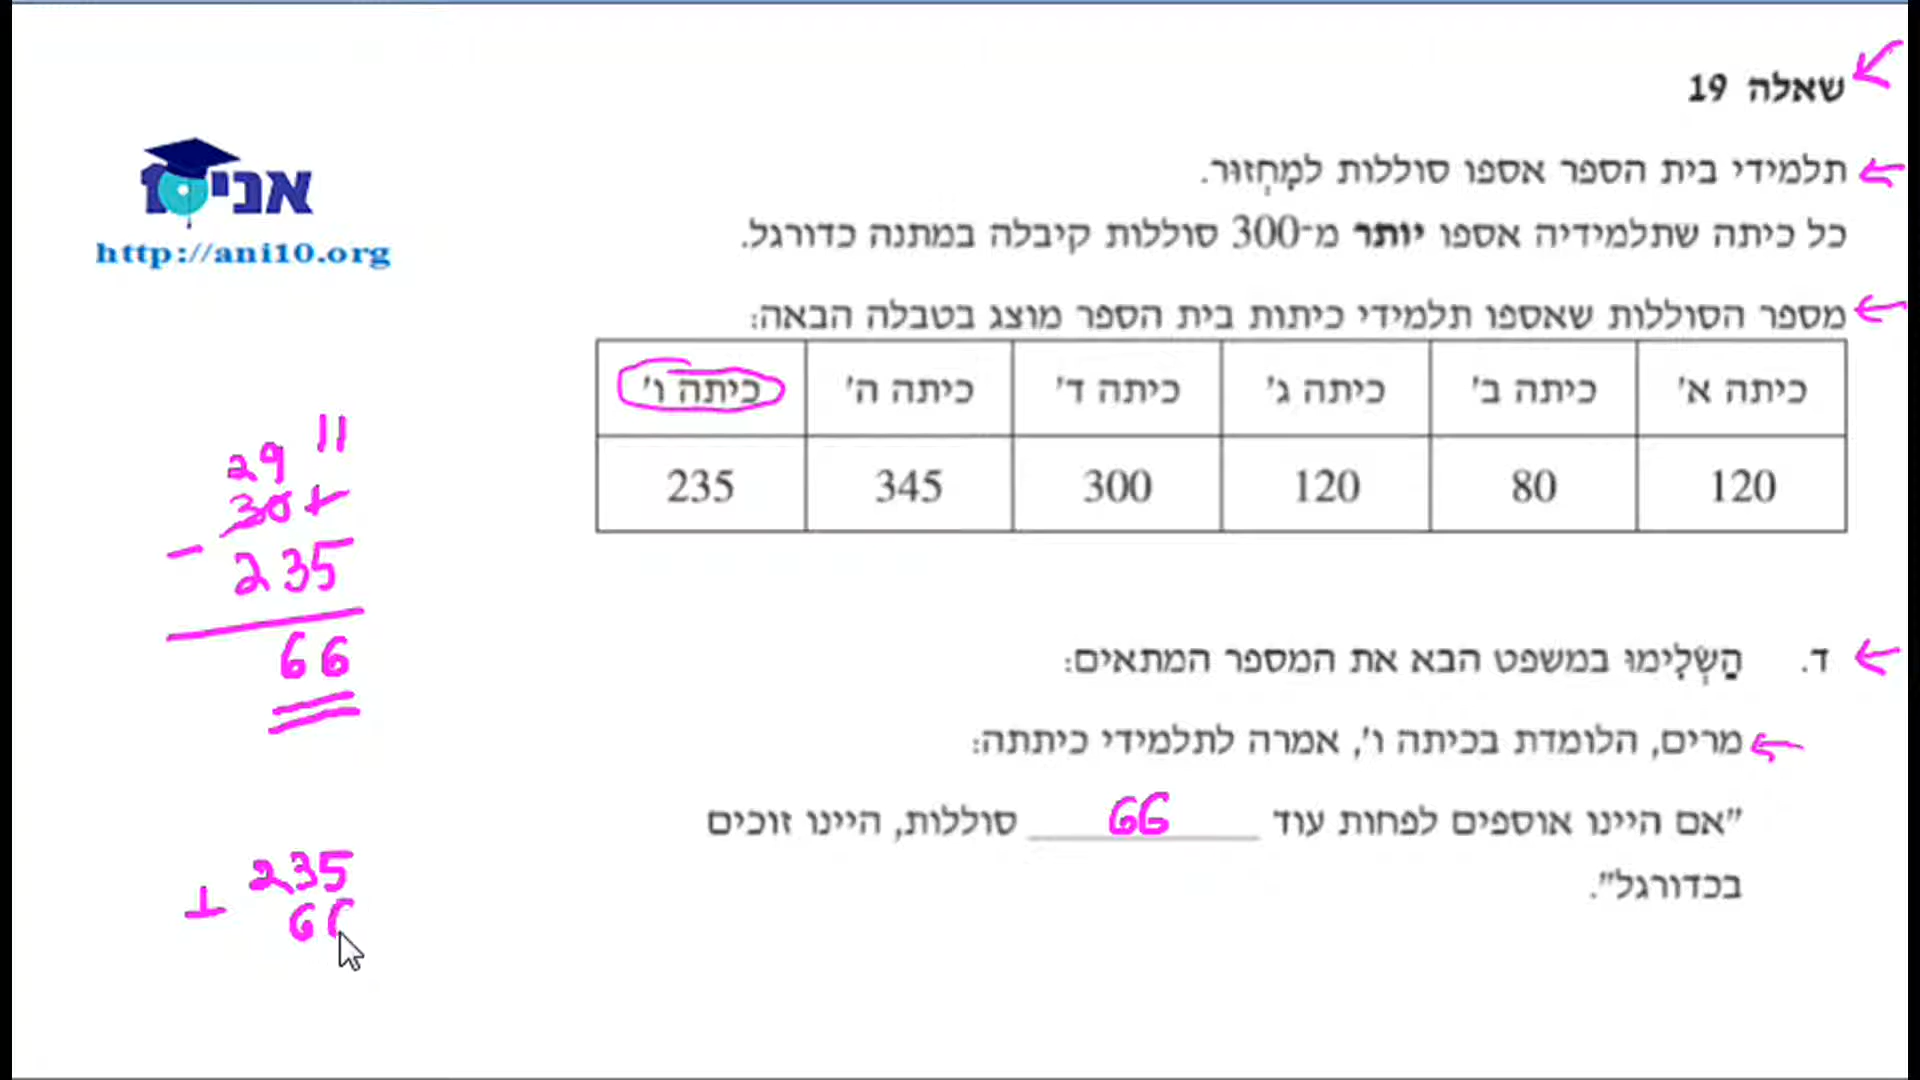 שאלה 19
תלמידי בית הספר אספו סוללות למִחְזוּר.
כל כיתה שתלמידיה אספו יותר מ־300 סוללות קיבלה במתנה כדורגל.
מספר הסוללות שאספו תלמידי כיתות בית הספר מוצג בטבלה הבאה:
כיתה א' כיתה ב' כיתה ג' כיתה ד' כיתה ה' כיתה ו'
120 80 120 300 345 235
ד. הַשְׁלִימוּ במשפט הבא את המספר המתאים:
מרים, הלומדת בכיתה ו', אמרה לתלמידי כיתתה:
"אם היינו אוספים לפחות עוד 66 סוללות, היינו זוכים
בכדורגל".
אני10
http://ani10.org
29 11
301
- 235
66
+ 235
66